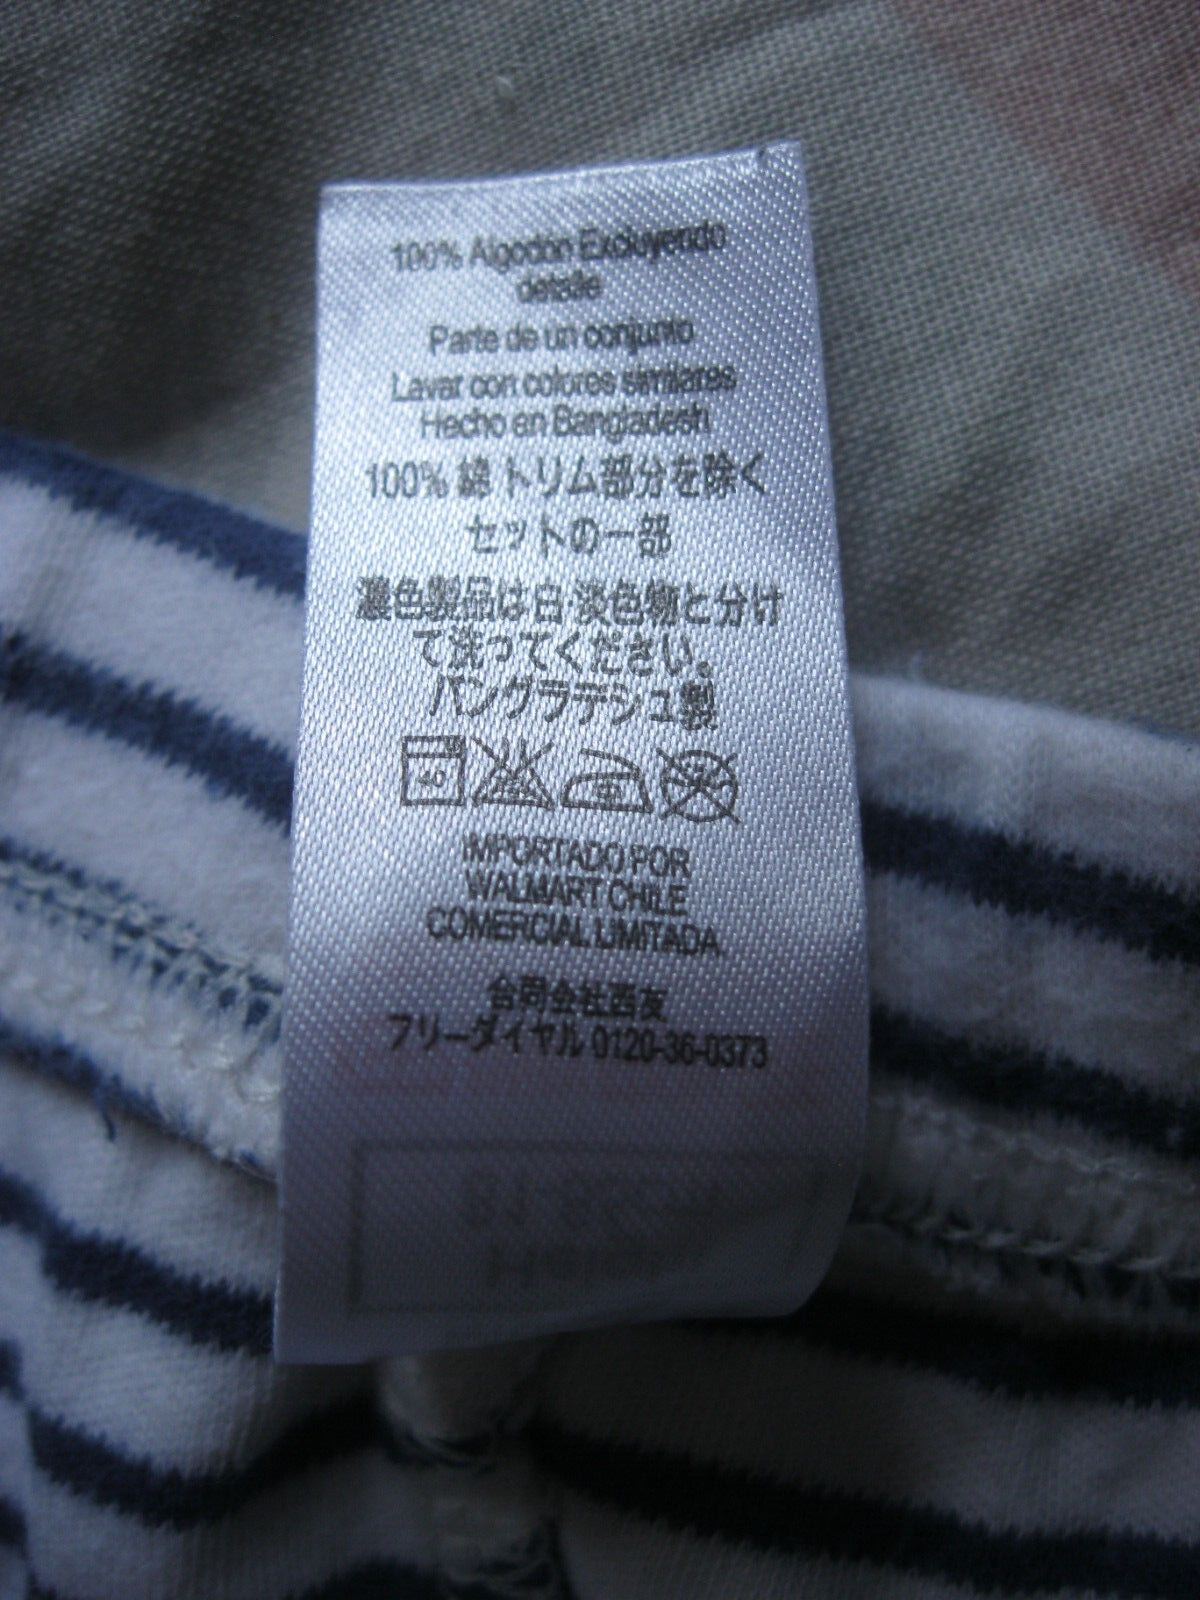 100% Algodon Excluyendo
detalle
Parte de un conjunto
Lavar con colores similares
Hecho en Bangladesh
100% 綿 トリム部分を除く
セットの一部
濃色製品は白・淡色物と分け
て洗ってください。
バングラデシュ製
40
IMPORTADO POR
WALMART CHILE
COMERCIAL LIMITADA
合同会社西友
フリーダイヤル 0120-36-0373